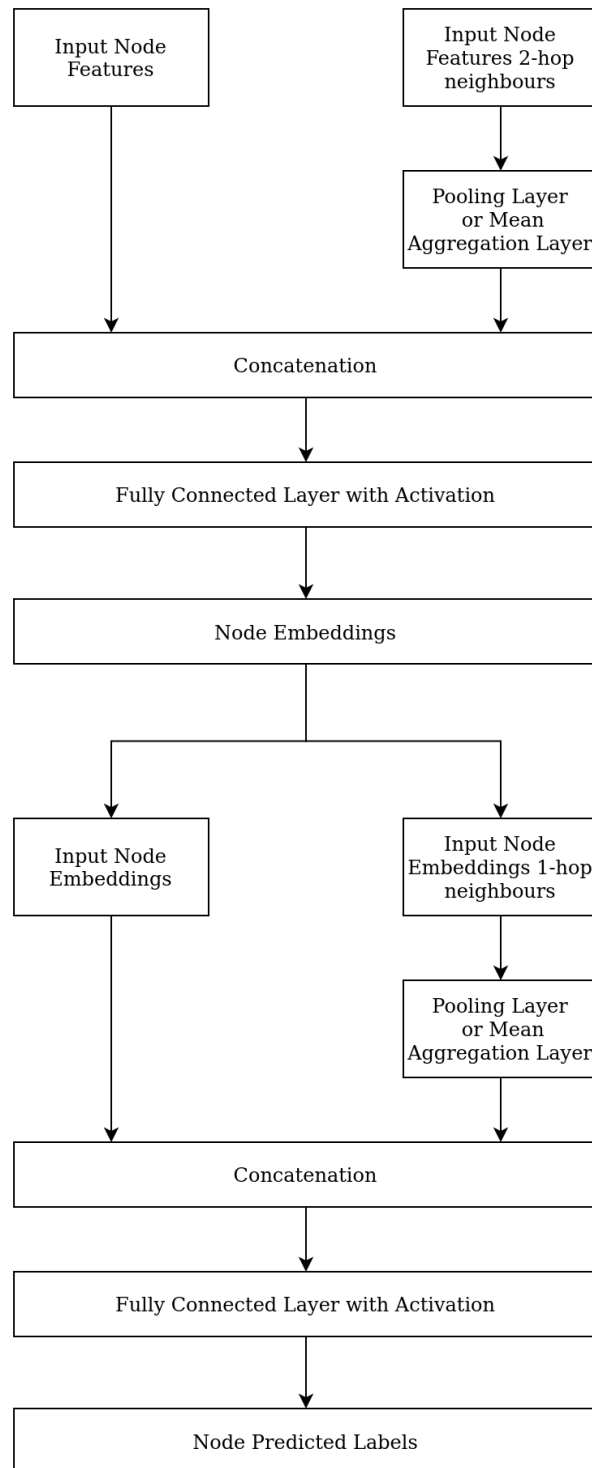 Input Node
Features
Input Node
Features 2-hop
neighbours
Pooling Layer
or Mean
Aggregation Layer
Concatenation
Fully Connected Layer with Activation
Node Embeddings
Input Node
Embeddings
Input Node
Embeddings 1-hop
neighbours
Pooling Layer
or Mean
Aggregation Layer
Concatenation
Fully Connected Layer with Activation
Node Predicted Labels